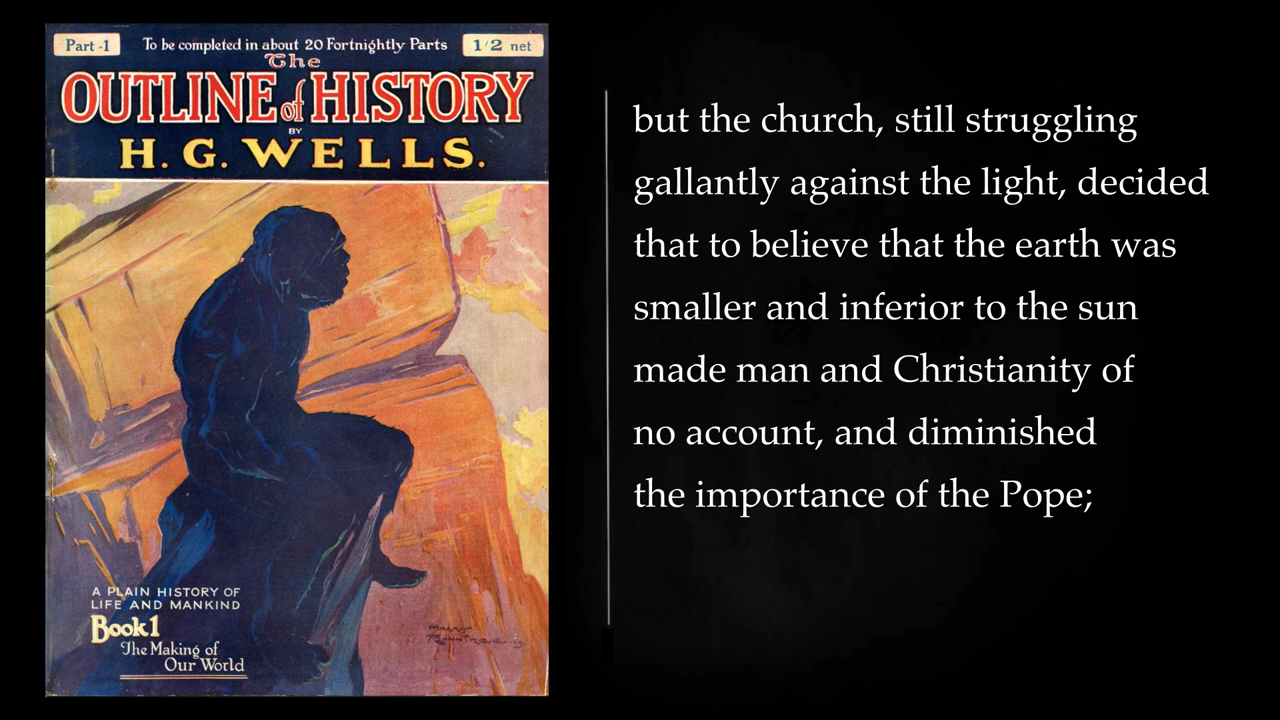 Part -1
To be completed in about 20 Fortnightly Parts
1/2 net
The
OUTLINE of HISTORY
BY
H. G. WELLS.
A PLAIN HISTORY OF
LIFE AND MANKIND
Book 1
The Making of
Our World
but the church, still struggling
gallantly against the light, decided
that to believe that the earth was
smaller and inferior to the sun
made man and Christianity of
no account, and diminished
the importance of the Pope;